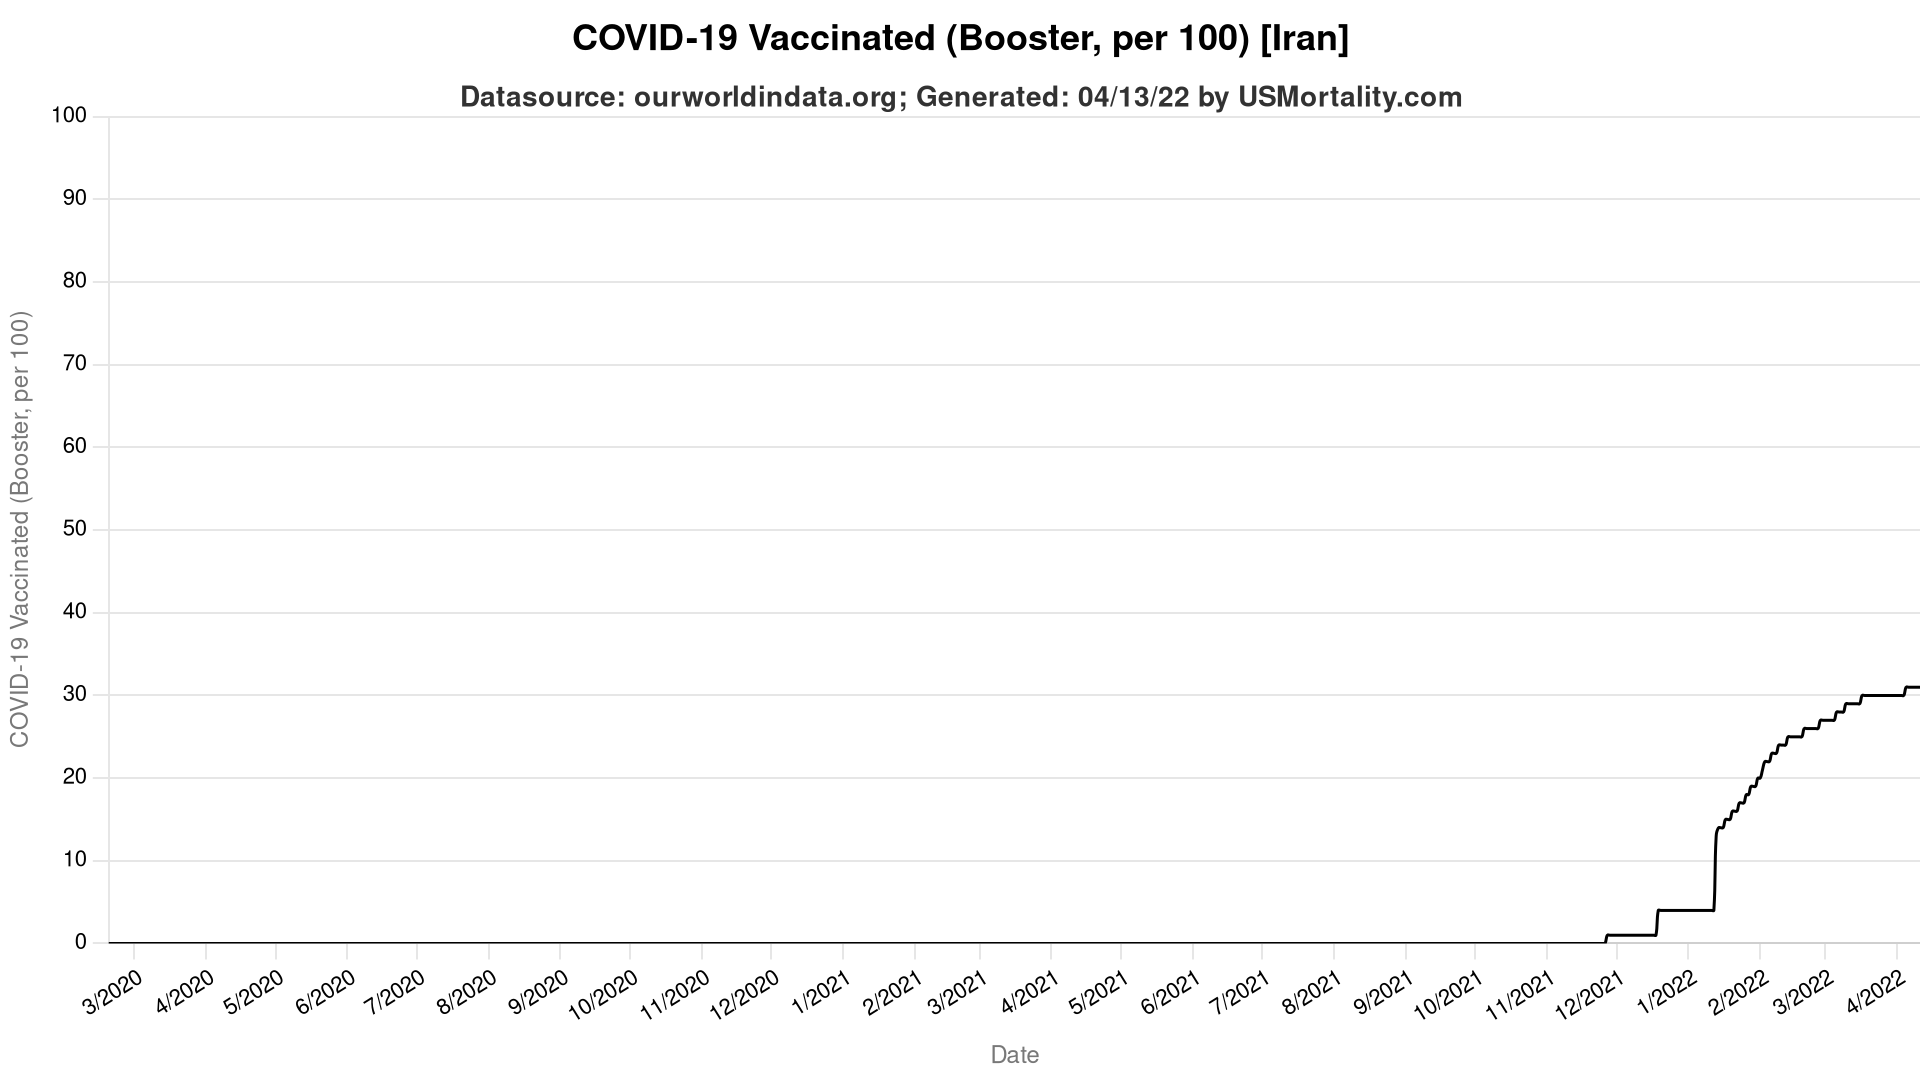 COVID-19 Vaccinated (Booster, per 100) [Iran]
Datasource: ourworldindata.org; Generated: 04/13/22 by USMortality.com
COVID-19 Vaccinated (Booster, per 100)
100
90
80
70
60
50
40
30
20
10
0
3/2020 4/2020 5/2020 6/2020 7/2020 8/2020 9/2020 10/2020 11/2020 12/2020 1/2021 2/2021 3/2021 4/2021 5/2021 6/2021 7/2021 8/2021 9/2021 10/2021 11/2021 12/2021 1/2022 2/2022 3/2022 4/2022
Date